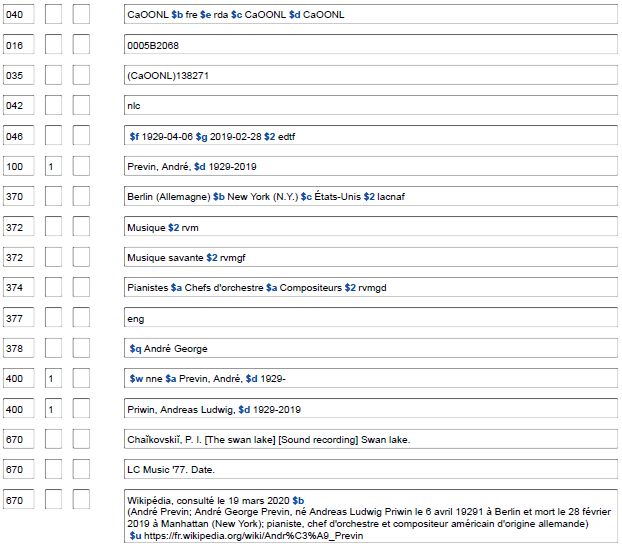 040 CaOONL $b fre $e rda $c CaOONL $d CaOONL
016 0005B2068
035 (CaOONL)138271
042 nlc
046 $f 1929-04-06 $g 2019-02-28 $2 edtf
100 1 Previn, André, $d 1929-2019
370 Berlin (Allemagne) $b New York (N.Y.) $c États-Unis $2 lacnaf
372 Musique $2 rvm
372 Musique savante $2 rvmgf
374 Pianistes $a Chefs d'orchestre $a Compositeurs $2 rvmgd
377 eng
378 $q André George
400 1 $w nne $a Previn, André, $d 1929-
400 1 Priwin, Andreas Ludwig, $d 1929-2019
670 Chaĭkovskiĭ, P. I. [The swan lake] [Sound recording] Swan lake.
670 LC Music '77. Date.
670 Wikipédia, consulté le 19 mars 2020 $b
(André Previn; André George Previn, né Andreas Ludwig Priwin le 6 avril 19291 à Berlin et mort le 28 février
2019 à Manhattan (New York); pianiste, chef d'orchestre et compositeur américain d'origine allemande)
$u https://fr.wikipedia.org/wiki/Andr%C3%A9_Previn